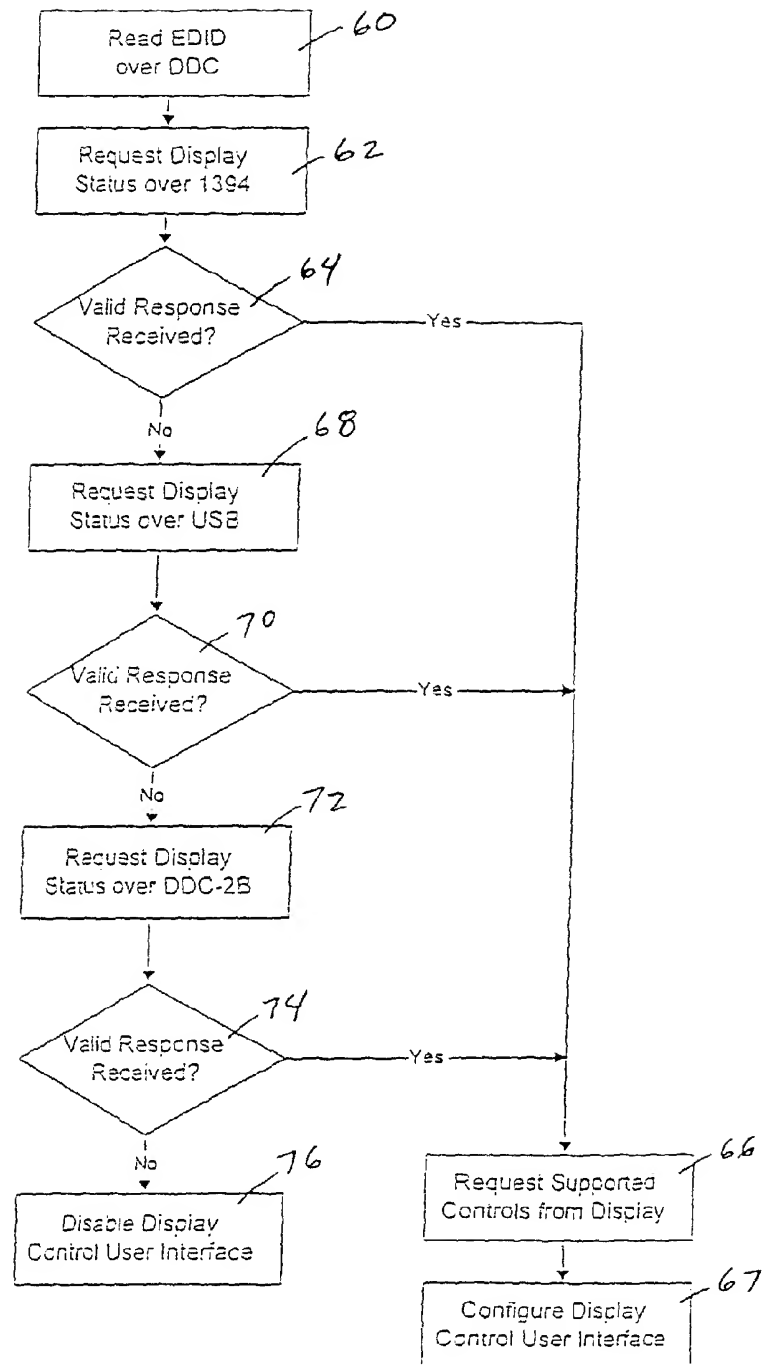 Read EDID
over DDC
60
Request Display
Status over 1394
62
Valid Response
Received?
64
Yes
No
Request Display
Status over USB
68
Valid Response
Received?
70
Yes
No
Request Display
Status over DDC-2B
72
Valid Response
Received?
74
Yes
No
Disable Display
Control User Interface
76
Request Supported
Controls from Display
66
Configure Display
Control User Interface
67